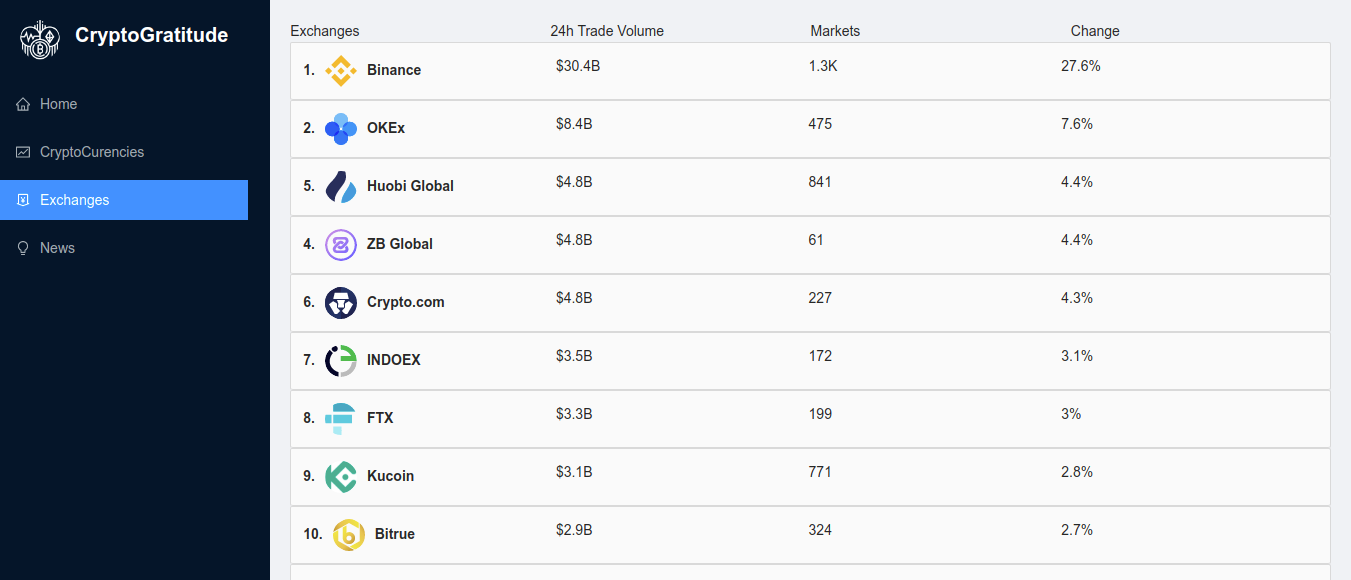 CryptoGratitude
Home
CryptoCurencies
Exchanges
News
Exchanges 24h Trade Volume Markets Change
1. Binance $30.4B 1.3K 27.6%
2. OKEx $8.4B 475 7.6%
5. Huobi Global $4.8B 841 4.4%
4. ZB Global $4.8B 61 4.4%
6. Crypto.com $4.8B 227 4.3%
7. INDOEX $3.5B 172 3.1%
8. FTX $3.3B 199 3%
9. Kucoin $3.1B 771 2.8%
10. Bitrue $2.9B 324 2.7%